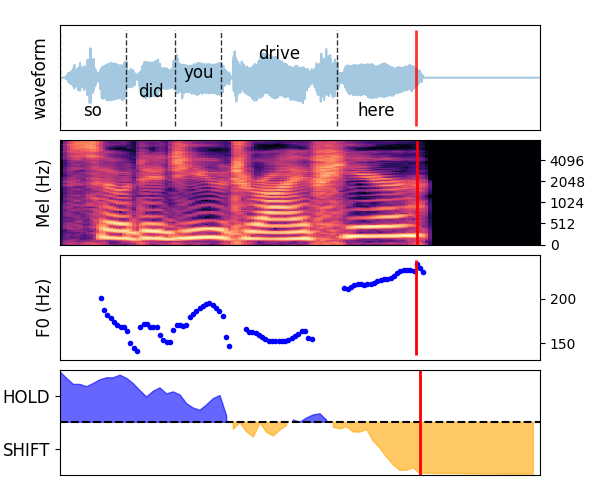 waveform
so
did
you
drive
here
Mel (Hz)
4096
2048
1024
512
0
F0 (Hz)
200
150
HOLD
SHIFT